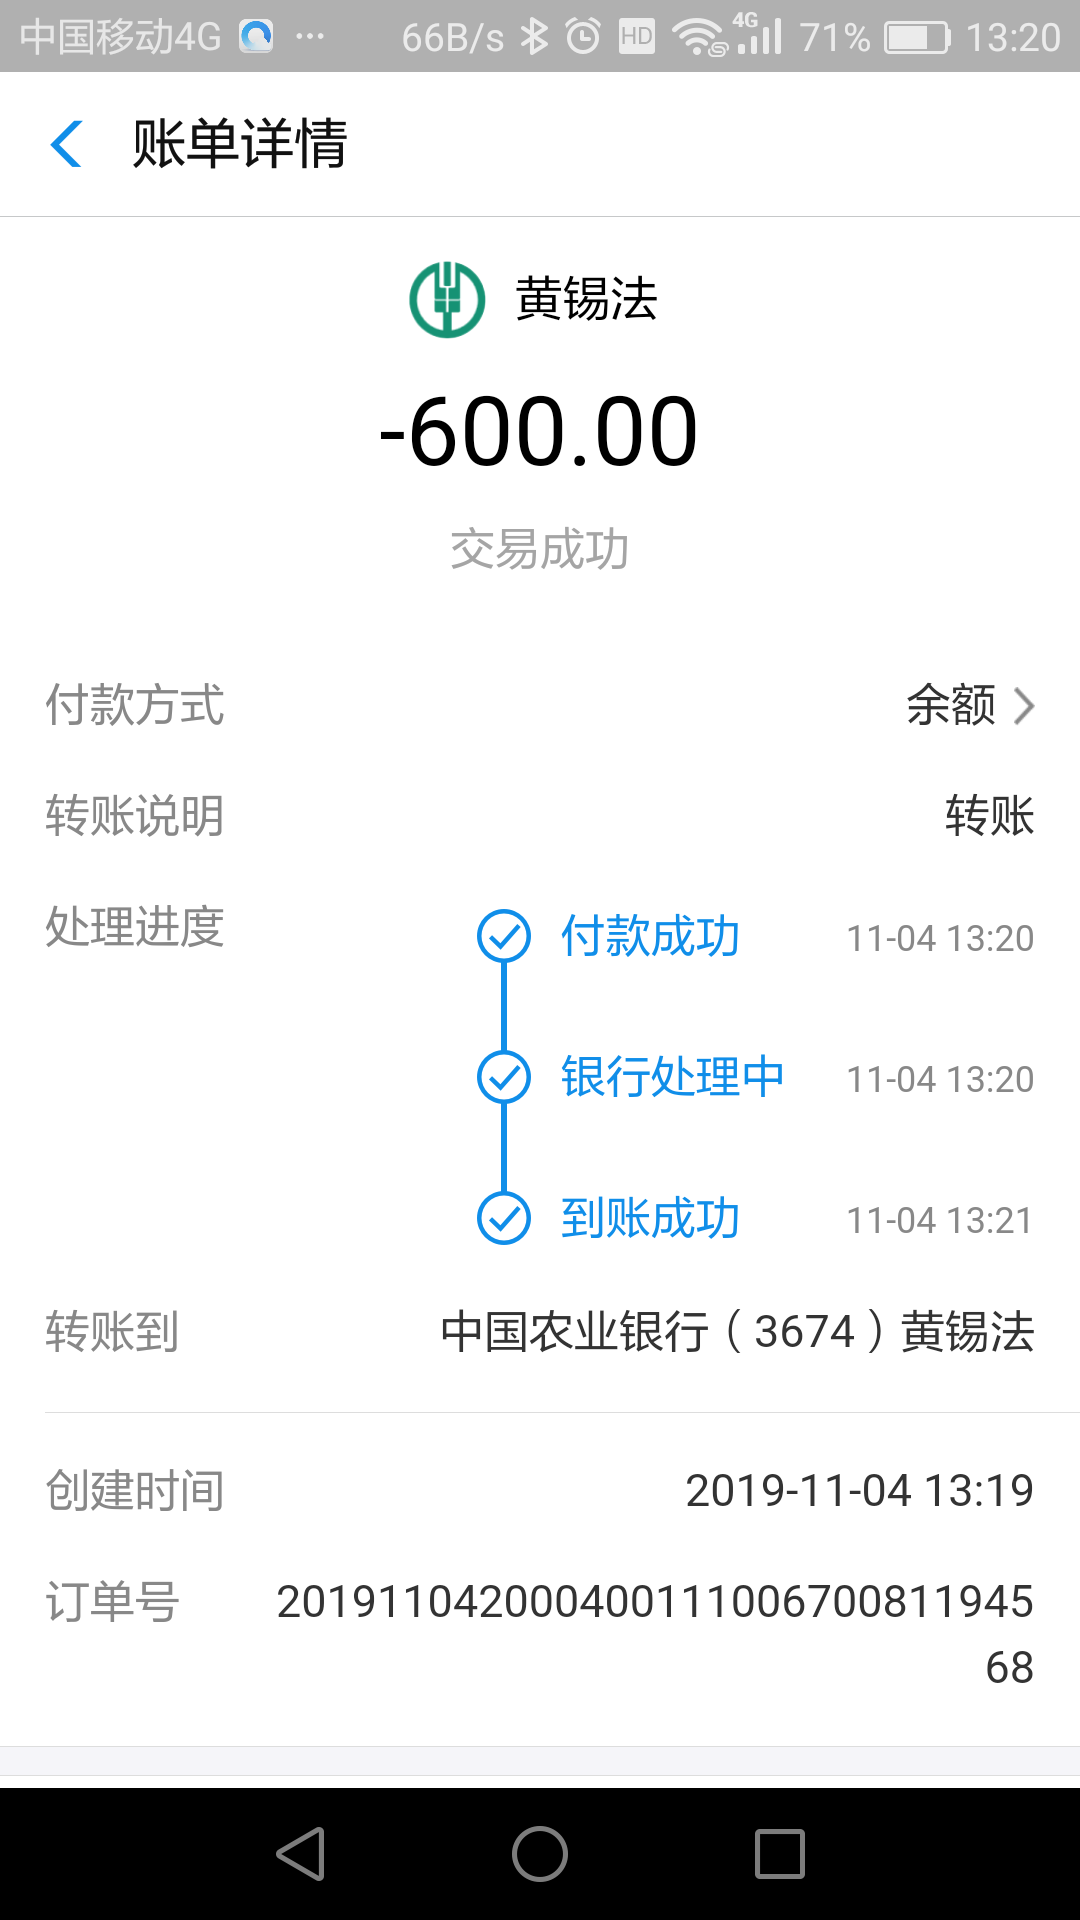 中国移动4G ··· 66B/s HD 4G 71% 13:20
账单详情
黄锡法
-600.00
交易成功
付款方式 余额
转账说明 转账
处理进度 付款成功 11-04 13:20
银行处理中 11-04 13:20
到账成功 11-04 13:21
转账到 中国农业银行（3674）黄锡法
创建时间 2019-11-04 13:19
订单号 201911042000400111006700811945
68